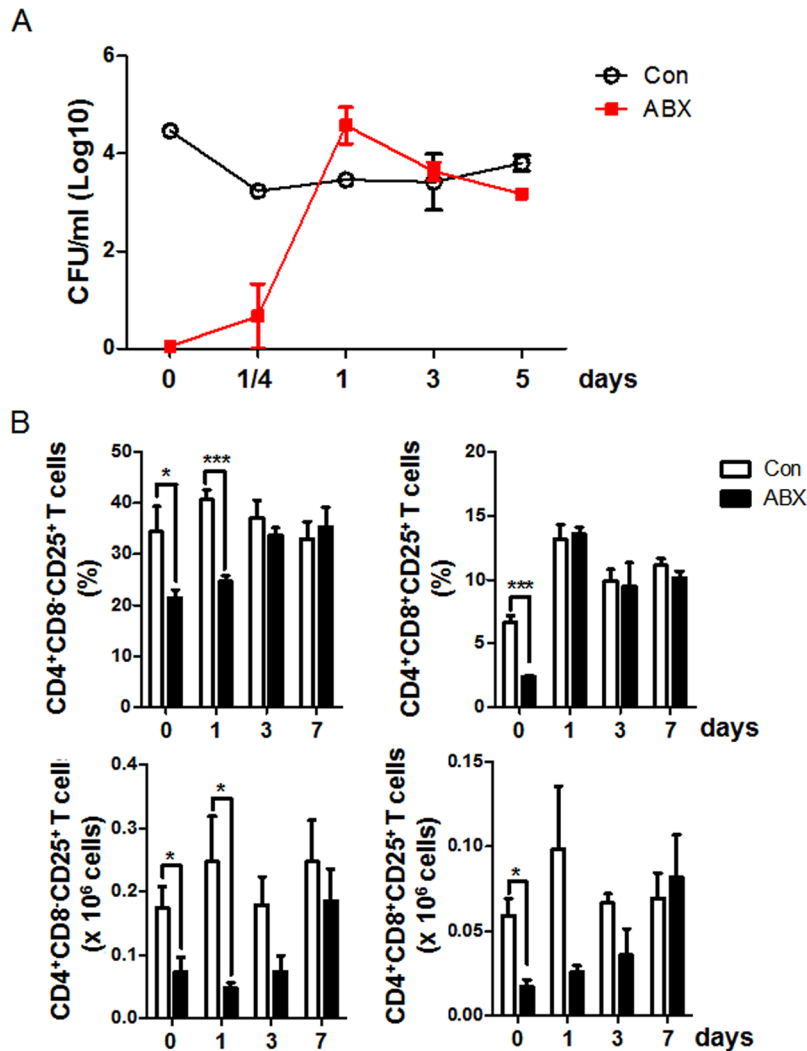 A
6
4
2
0
CFU/ml (Log10)
0 1/4 1 3 5 days
Con
ABX
B
50
40
30
20
10
0
CD4⁺CD8⁻CD25⁺ T cells
(%)
* ***
0 1 3 7
20
15
10
5
0
CD4⁺CD8⁺CD25⁺ T cells
(%)
***
0 1 3 7 days
Con
ABX
0.4
0.3
0.2
0.1
0.0
CD4⁺CD8⁻CD25⁺ T cell
(x 10⁶ cells)
* *
0 1 3 7
0.15
0.10
0.05
0.00
CD4⁺CD8⁺CD25⁺ T cells
(x 10⁶ cells)
*
0 1 3 7 days